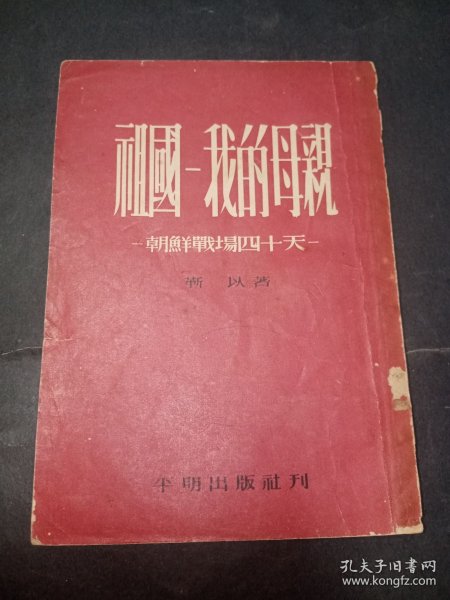 祖國-我的母親
-朝鮮戰場四十天-
靳 以著
平明出版社刊
孔夫子旧书网
www.kongfz.com